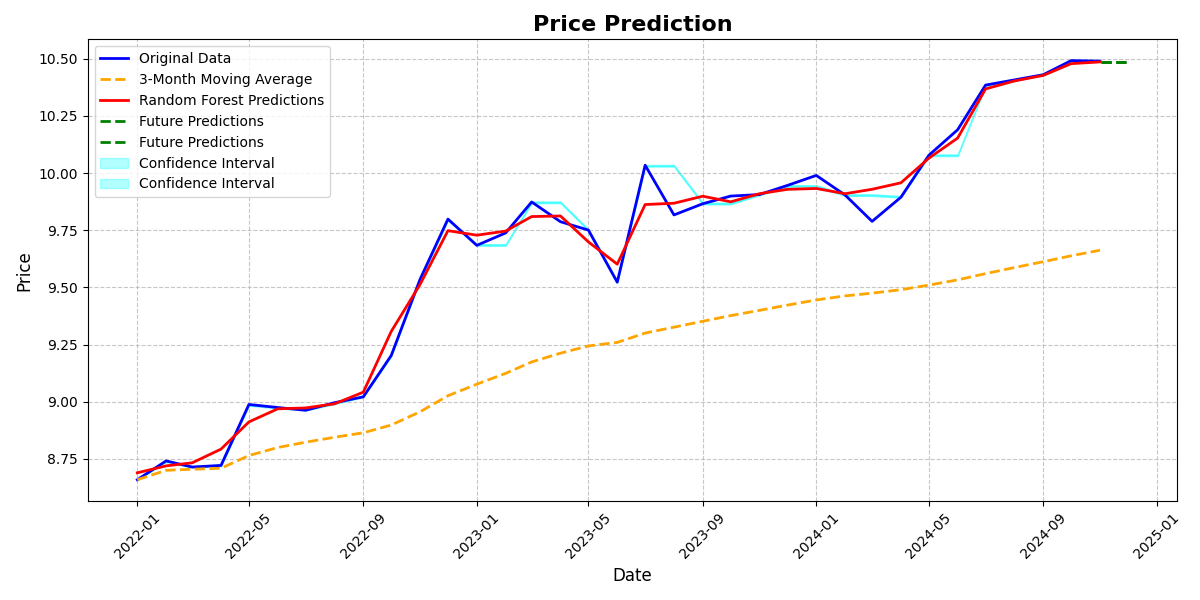 Price Prediction
Original Data
3-Month Moving Average
Random Forest Predictions
Future Predictions
Future Predictions
Confidence Interval
Confidence Interval
Price
10.50
10.25
10.00
9.75
9.50
9.25
9.00
8.75
2022-01
2022-05
2022-09
2023-01
2023-05
2023-09
2024-01
2024-05
2024-09
2025-01
Date